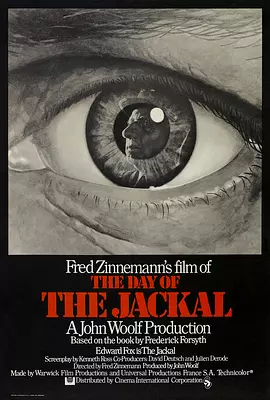 Fred Zinnemann's film of
THE DAY OF
THE JACKAL
A John Woolf Production
Based on the book by Frederick Forsyth
Edward Fox is The Jackal
Screenplay by Kenneth Ross Co-Producers David Deutsch and Julien Derode
Directed by Fred Zinnemann Produced by John Woolf
Made by Warwick Film Productions and Universal Productions France S.A. Technicolor®
Distributed by Cinema International Corporation